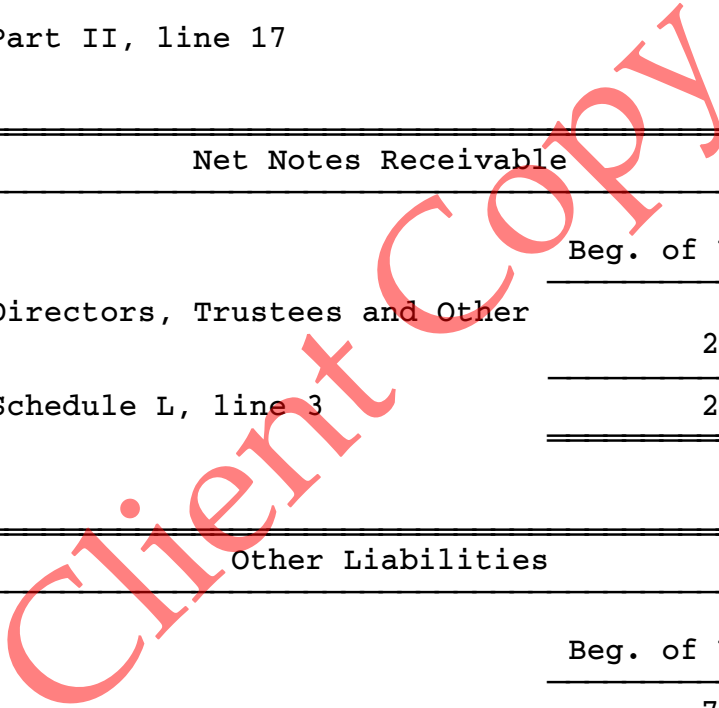 Part II, line 17
Net Notes Receivable
Beg. of
Directors, Trustees and Other
2
Schedule L, line 3 2
Other Liabilities
Beg. of
7
Client Copy